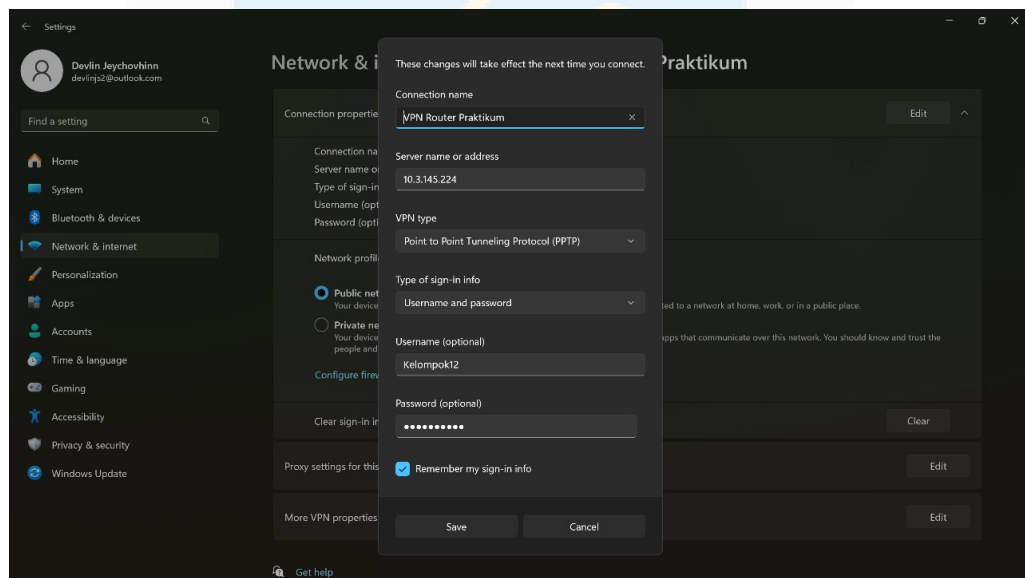 Settings
Devlin Jeychovhinn
devlinjs2@outlook.com
Find a setting
Home
System
Bluetooth & devices
Network & internet
Personalization
Apps
Accounts
Time & language
Gaming
Accessibility
Privacy & security
Windows Update
Network & i
Praktikum
Connection propertie
Edit
Connection na
Server name o
Type of sign-in
Username (opt
Password (opti
Network profil
Public net
Your device
ted to a network at home, work, or in a public place.
Private ne
Your device
apps that communicate over this network. You should know and trust the
people and
Configure firew
Clear sign-in in
Clear
Proxy settings for this
Edit
More VPN properties
Edit
Get help
These changes will take effect the next time you connect.
Connection name
VPN Router Praktikum
Server name or address
10.3.145.224
VPN type
Point to Point Tunneling Protocol (PPTP)
Type of sign-in info
Username and password
Username (optional)
Kelompok12
Password (optional)
••••••••••
Remember my sign-in info
Save
Cancel